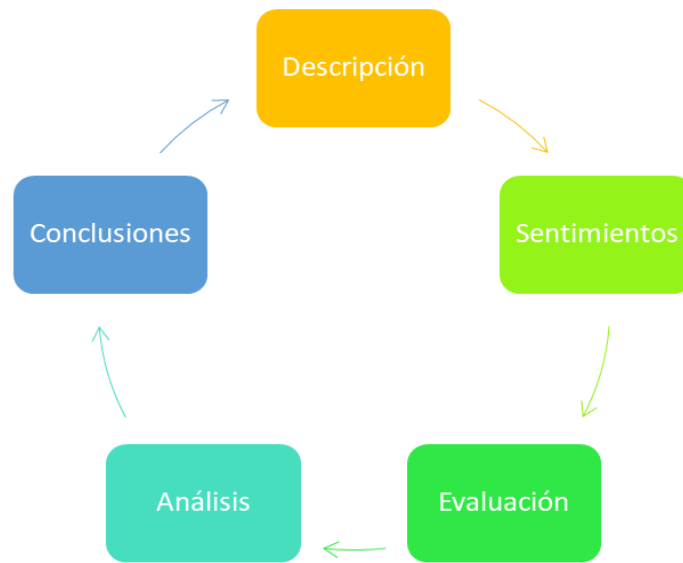 Descripción
Sentimientos
Evaluación
Análisis
Conclusiones